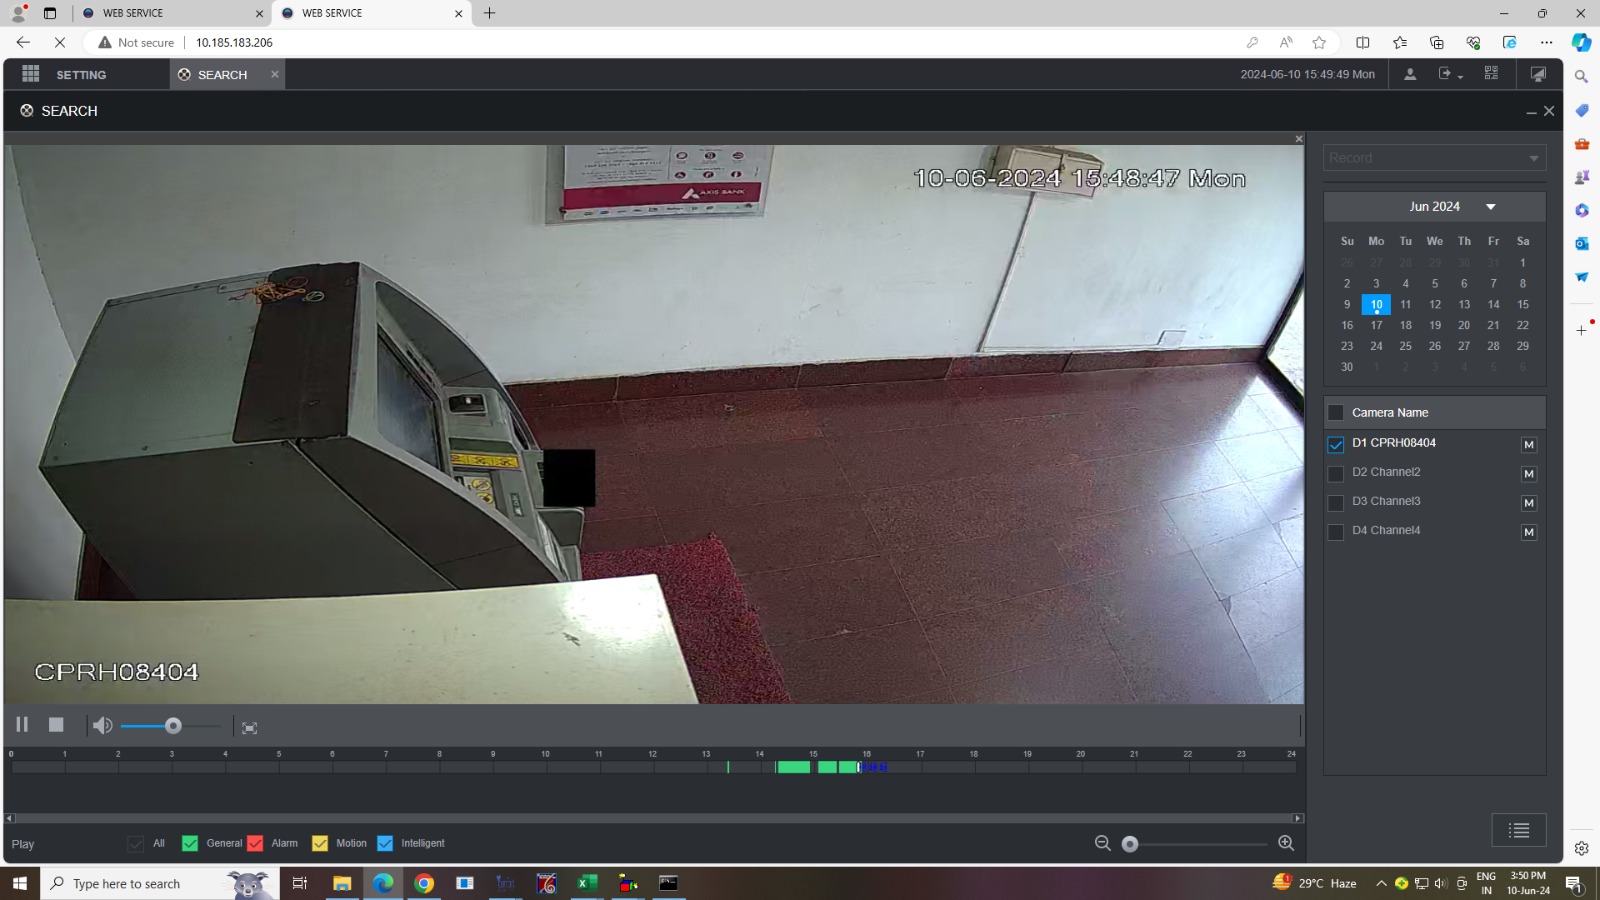 WEB SERVICE
WEB SERVICE
Not secure
10.185.183.206
SETTING
SEARCH
2024-06-10 15:49:49 Mon
SEARCH
10-06-2024 15:48:47 Mon
AXIS BANK
CPRH08404
Record
Jun 2024
Su Mo Tu We Th Fr Sa
26 27 28 29 30 31 1
2 3 4 5 6 7 8
9 10 11 12 13 14 15
16 17 18 19 20 21 22
23 24 25 26 27 28 29
30 1 2 3 4 5 6
Camera Name
D1 CPRH08404 M
D2 Channel2 M
D3 Channel3 M
D4 Channel4 M
0 1 2 3 4 5 6 7 8 9 10 11 12 13 14 15 16 17 18 19 20 21 22 23 24
Play
All
General
Alarm
Motion
Intelligent
Type here to search
29°C Haze
ENG
IN
3:50 PM
10-Jun-24
1